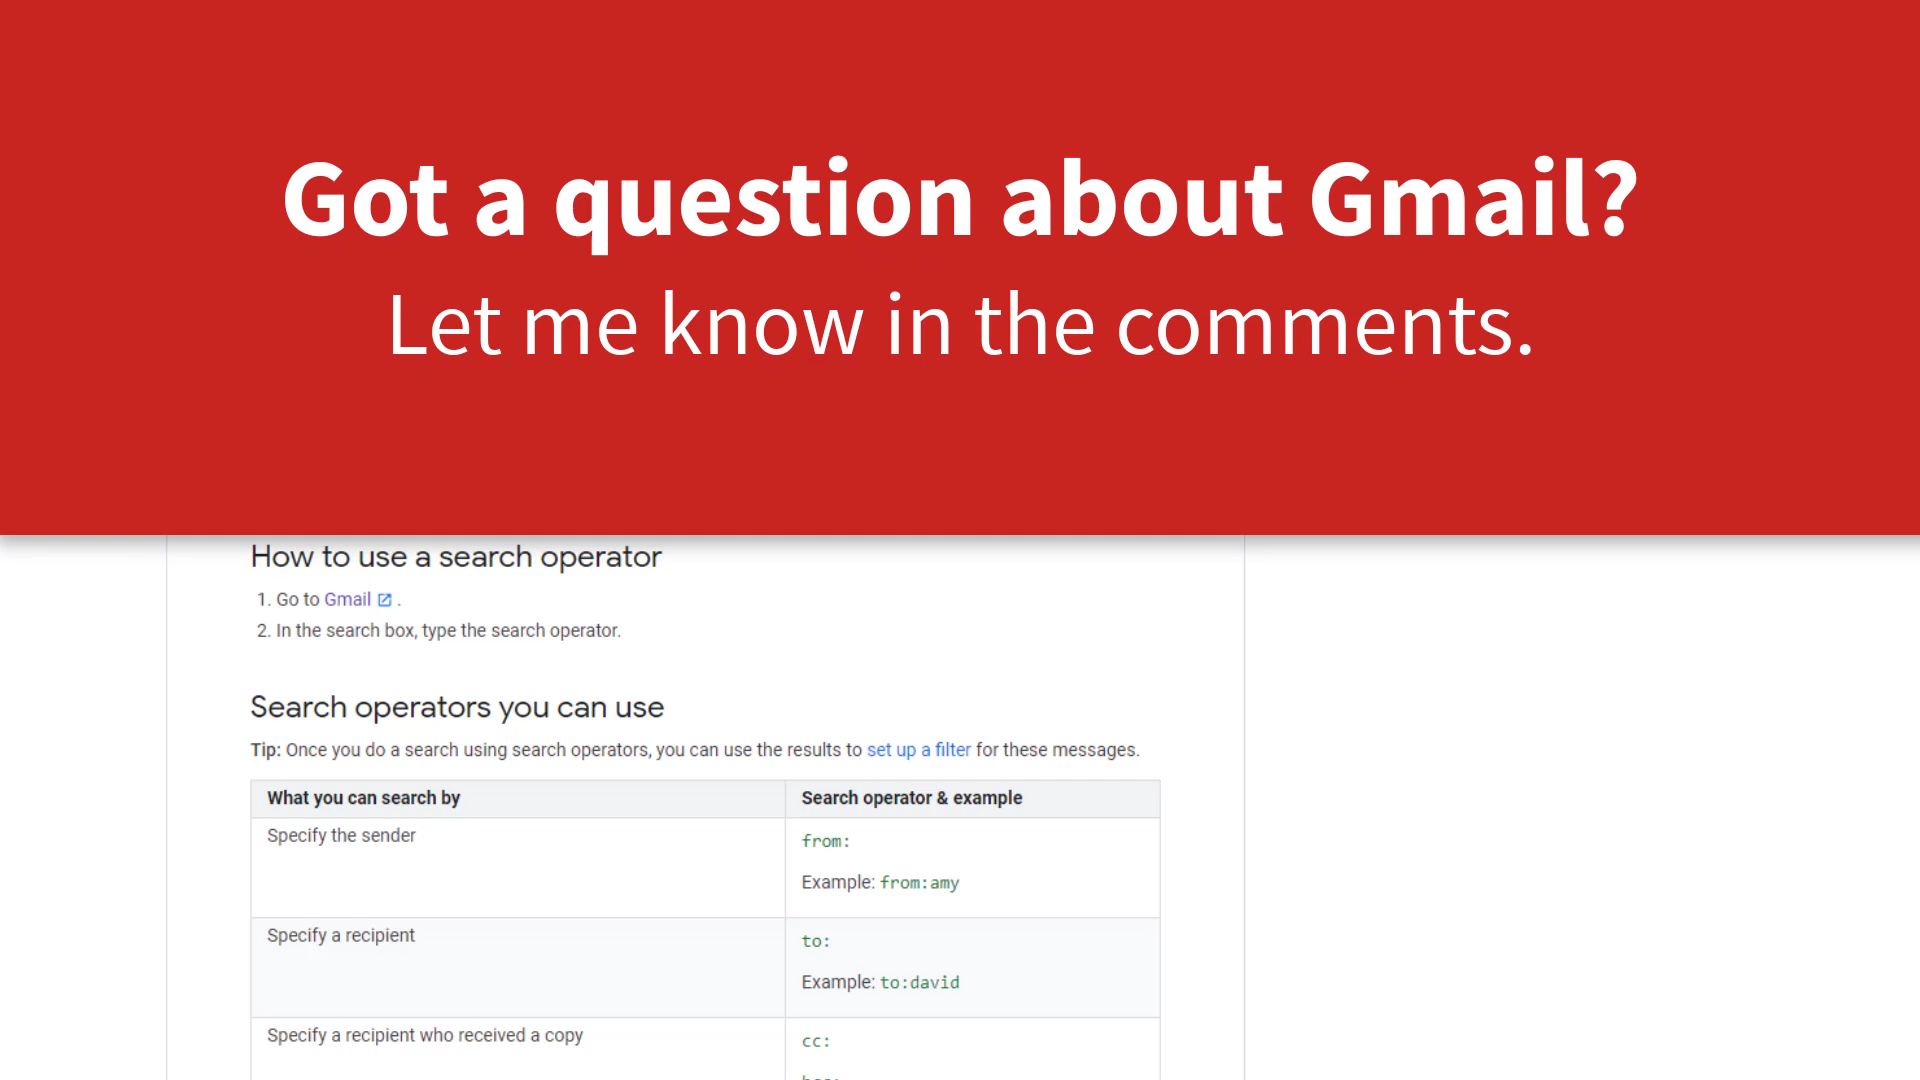 Got a question about Gmail?
Let me know in the comments.
How to use a search operator
1. Go to Gmail .
2. In the search box, type the search operator.
Search operators you can use
Tip: Once you do a search using search operators, you can use the results to set up a filter for these messages.
What you can search by
Search operator & example
Specify the sender
from:
Example: from:amy
Specify a recipient
to:
Example: to:david
Specify a recipient who received a copy
cc: